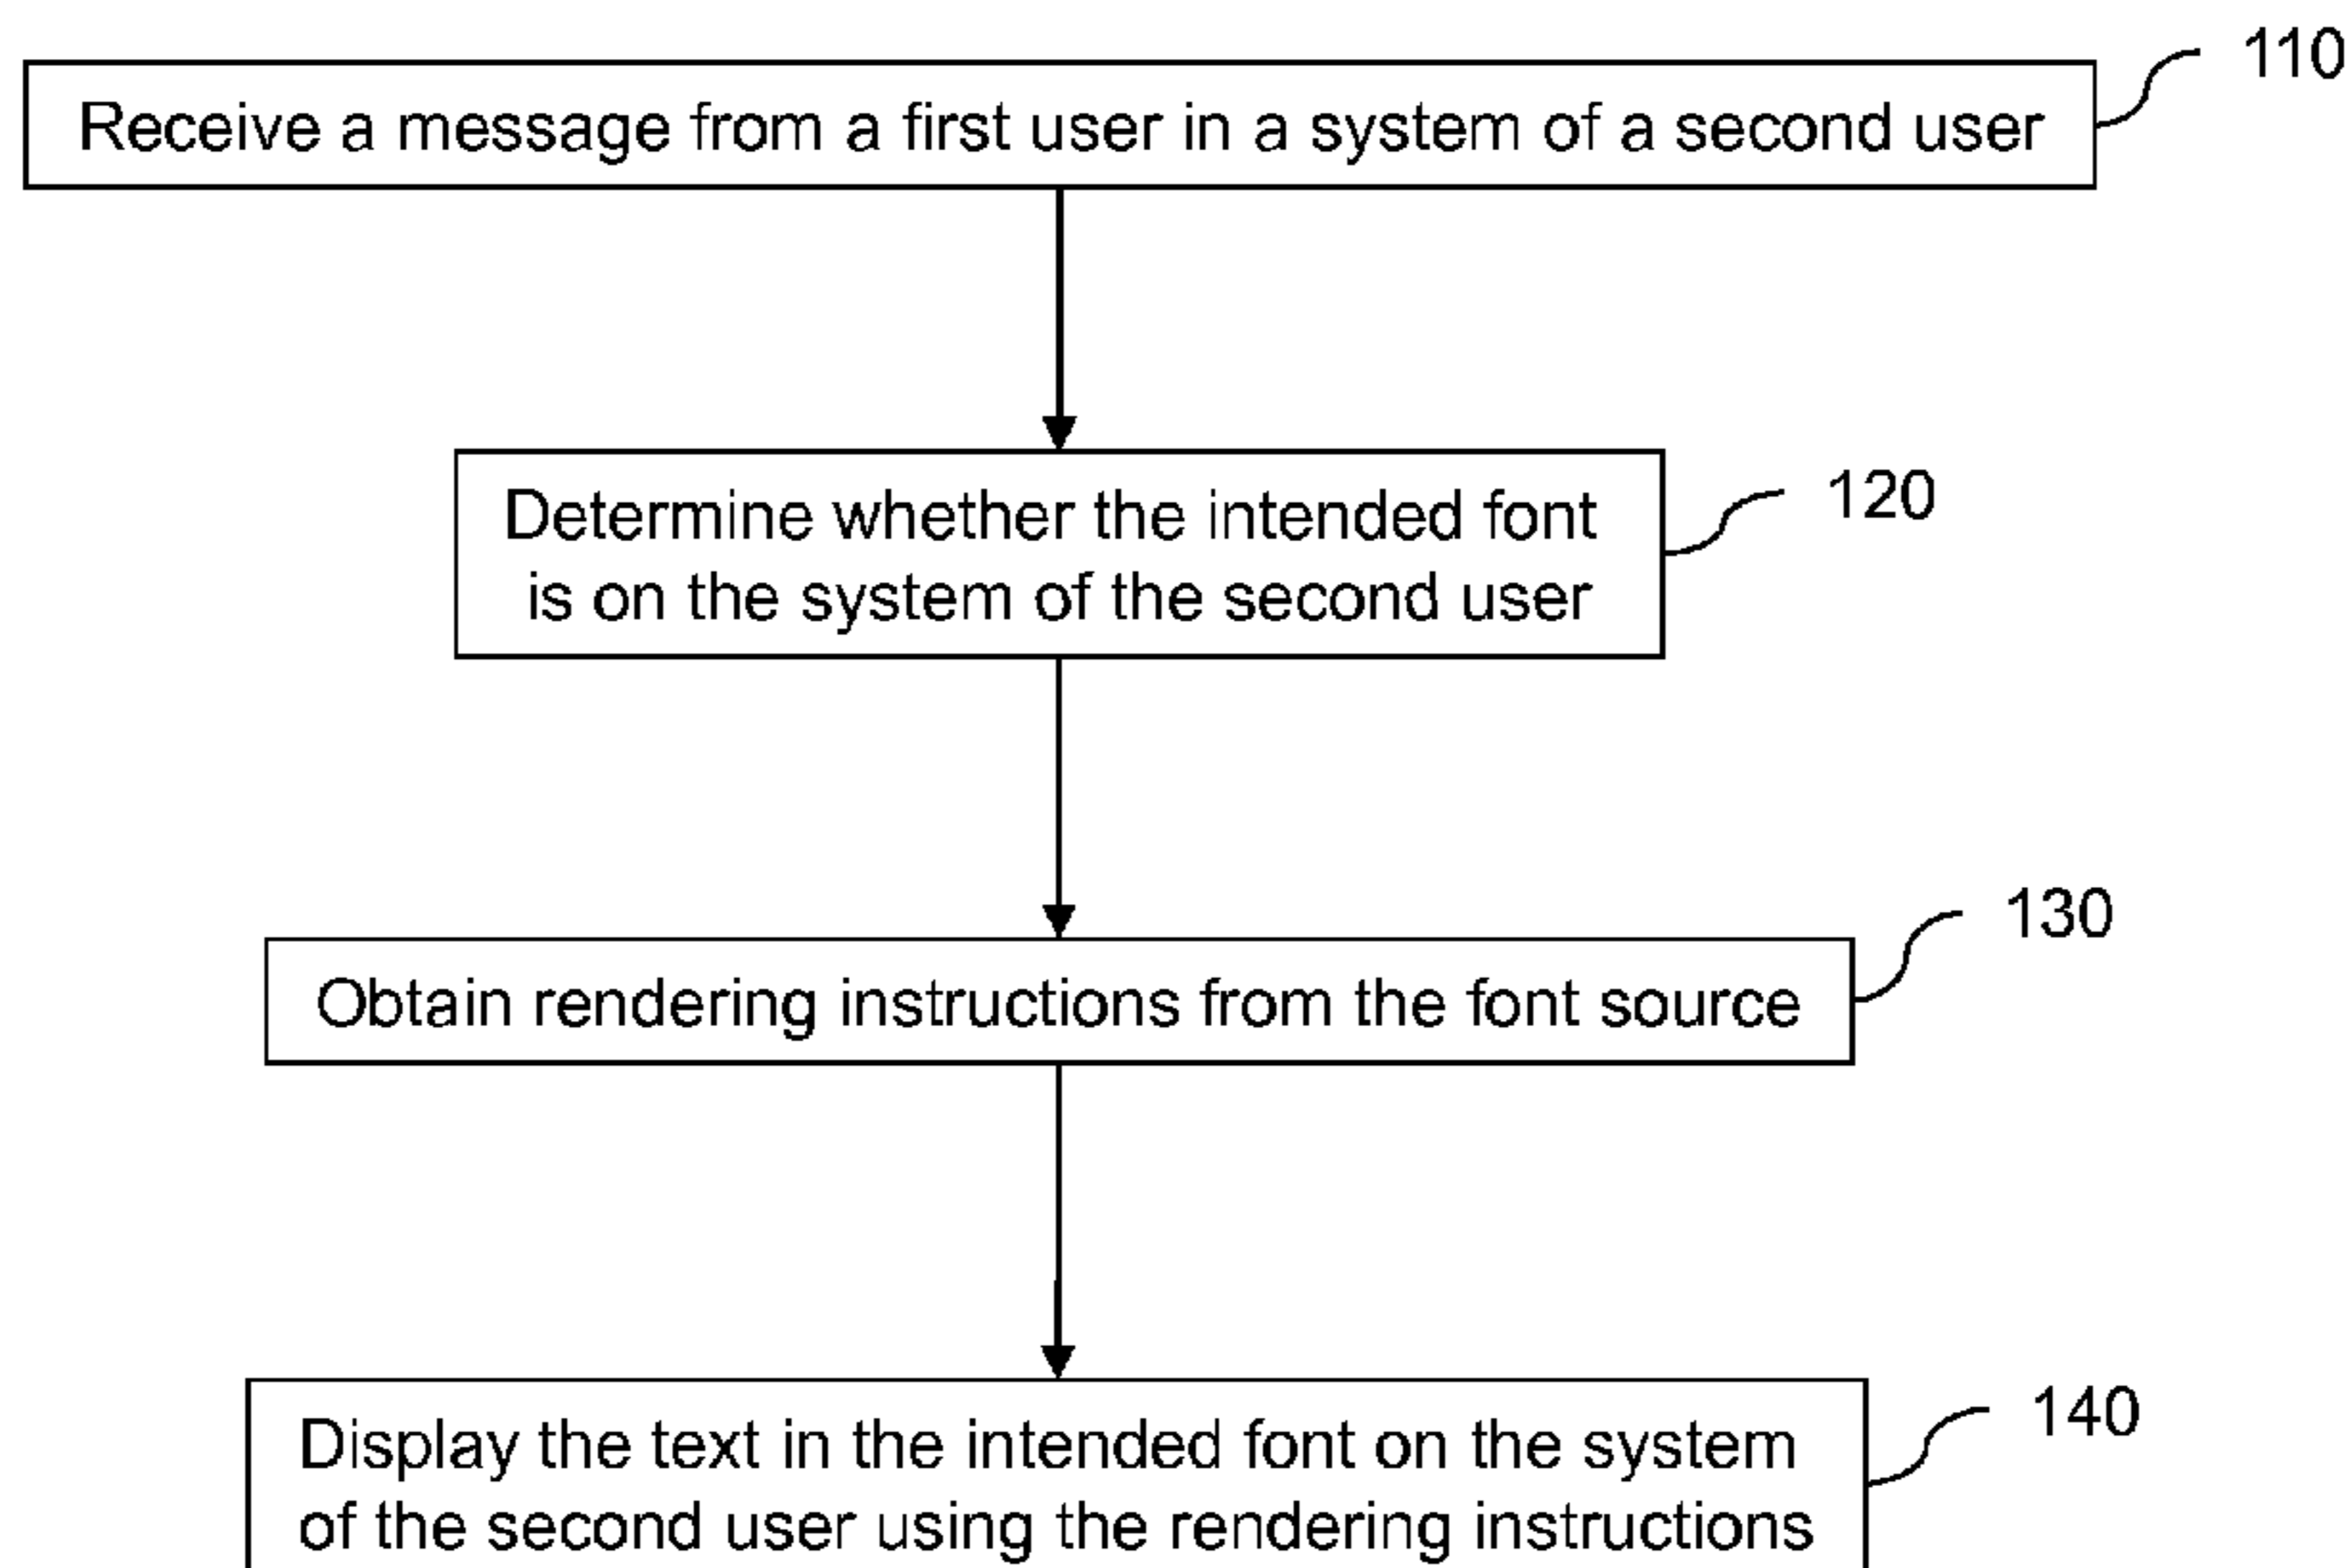 110
Receive a message from a first user in a system of a second user
120
Determine whether the intended font
is on the system of the second user
130
Obtain rendering instructions from the font source
140
Display the text in the intended font on the system
of the second user using the rendering instructions